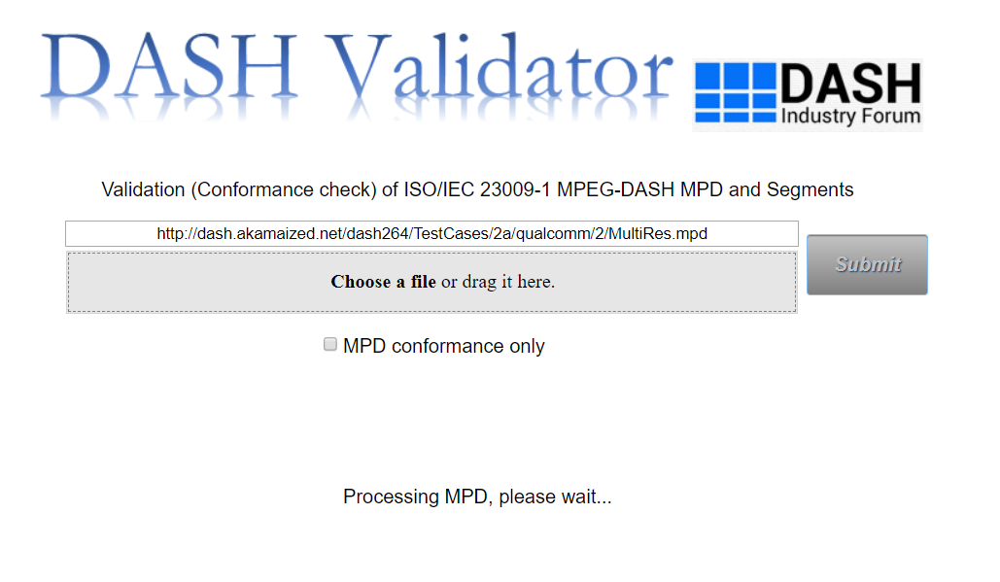 DASH Validator
DASH
Industry Forum
Validation (Conformance check) of ISO/IEC 23009-1 MPEG-DASH MPD and Segments
http://dash.akamaized.net/dash264/TestCases/2a/qualcomm/2/MultiRes.mpd
Submit
Choose a file or drag it here.
MPD conformance only
Processing MPD, please wait...